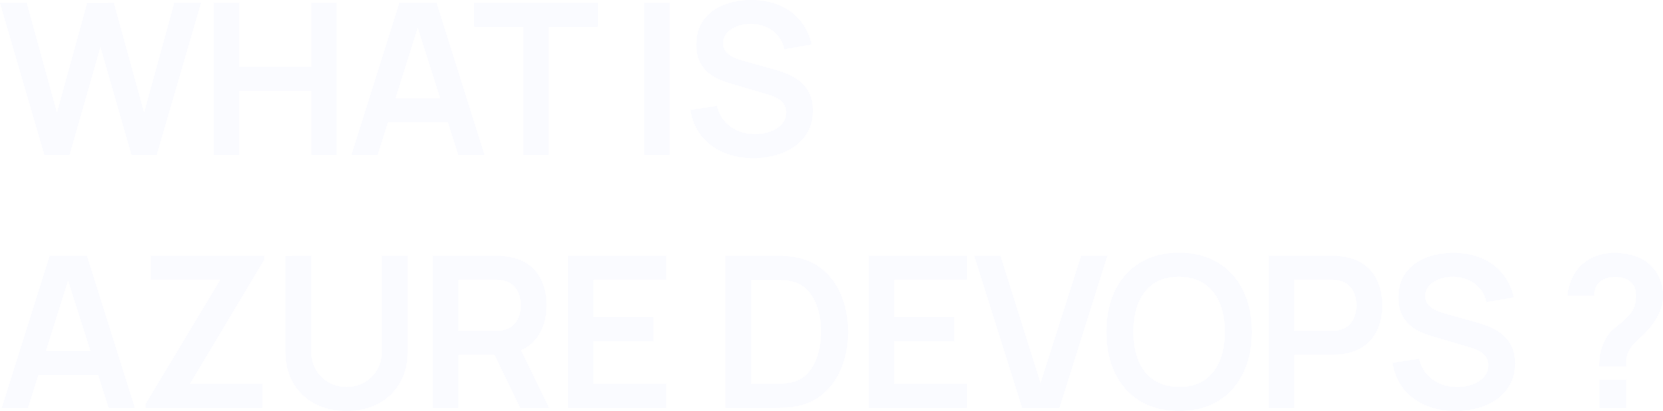 WHAT IS
AZURE DEVOPS ?